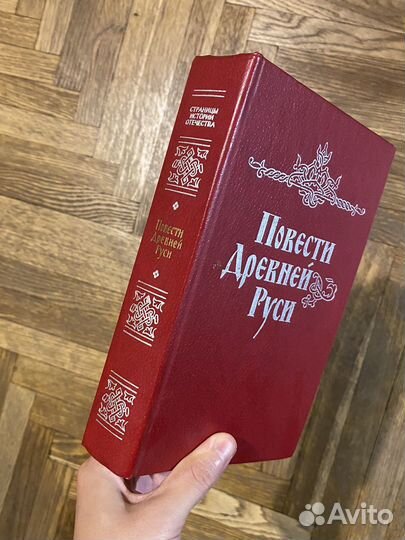 СТРАНИЦЫ
ИСТОРИИ
ОТЕЧЕСТВА
Повести
Древней
Руси
Повести
Древней
Руси
Avito